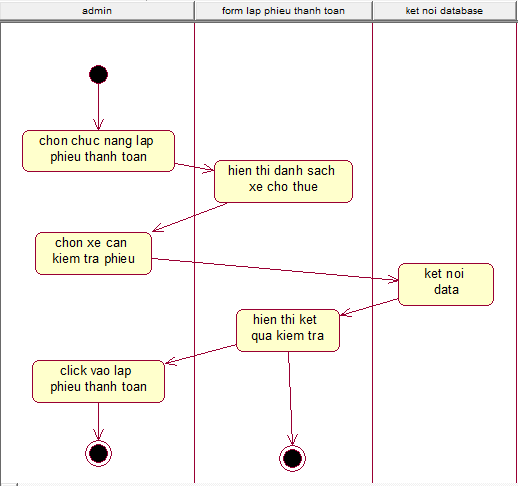 admin
form lap phieu thanh toan
ket noi database
chon chuc nang lap
phieu thanh toan
hien thi danh sach
xe cho thue
chon xe can
kiem tra phieu
ket noi
data
hien thi ket
qua kiem tra
click vao lap
phieu thanh toan